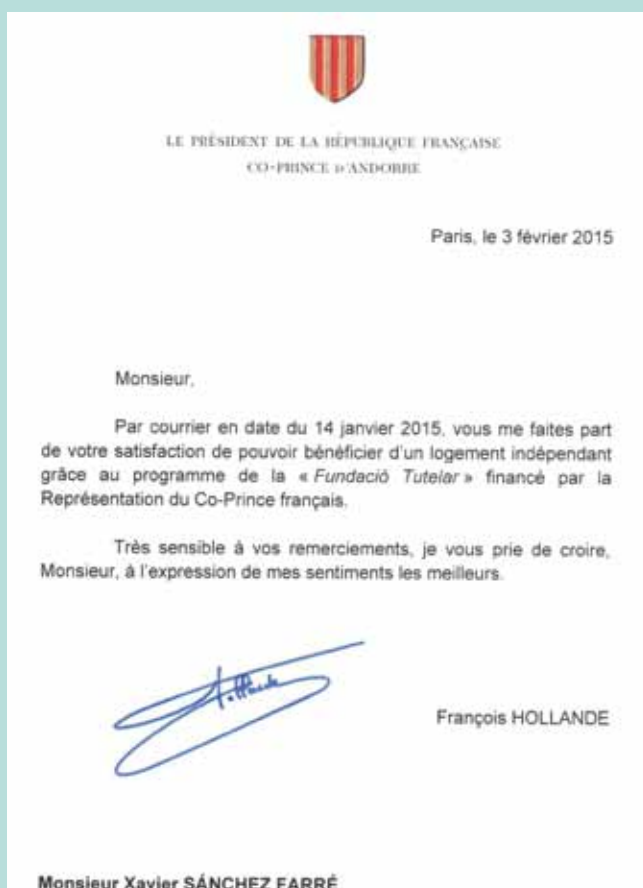 LE PRÉSIDENT DE LA RÉPUBLIQUE FRANÇAISE
CO-PRINCE D'ANDORRE
Paris, le 3 février 2015
Monsieur,
Par courrier en date du 14 janvier 2015, vous me faites part
de votre satisfaction de pouvoir bénéficier d'un logement indépendant
grâce au programme de la « Fundació Tutelar » financé par la
Représentation du Co-Prince français.
Très sensible à vos remerciements, je vous prie de croire,
Monsieur, à l'expression de mes sentiments les meilleurs.
Hollande
François HOLLANDE
Monsieur Xavier SÁNCHEZ FARRÉ